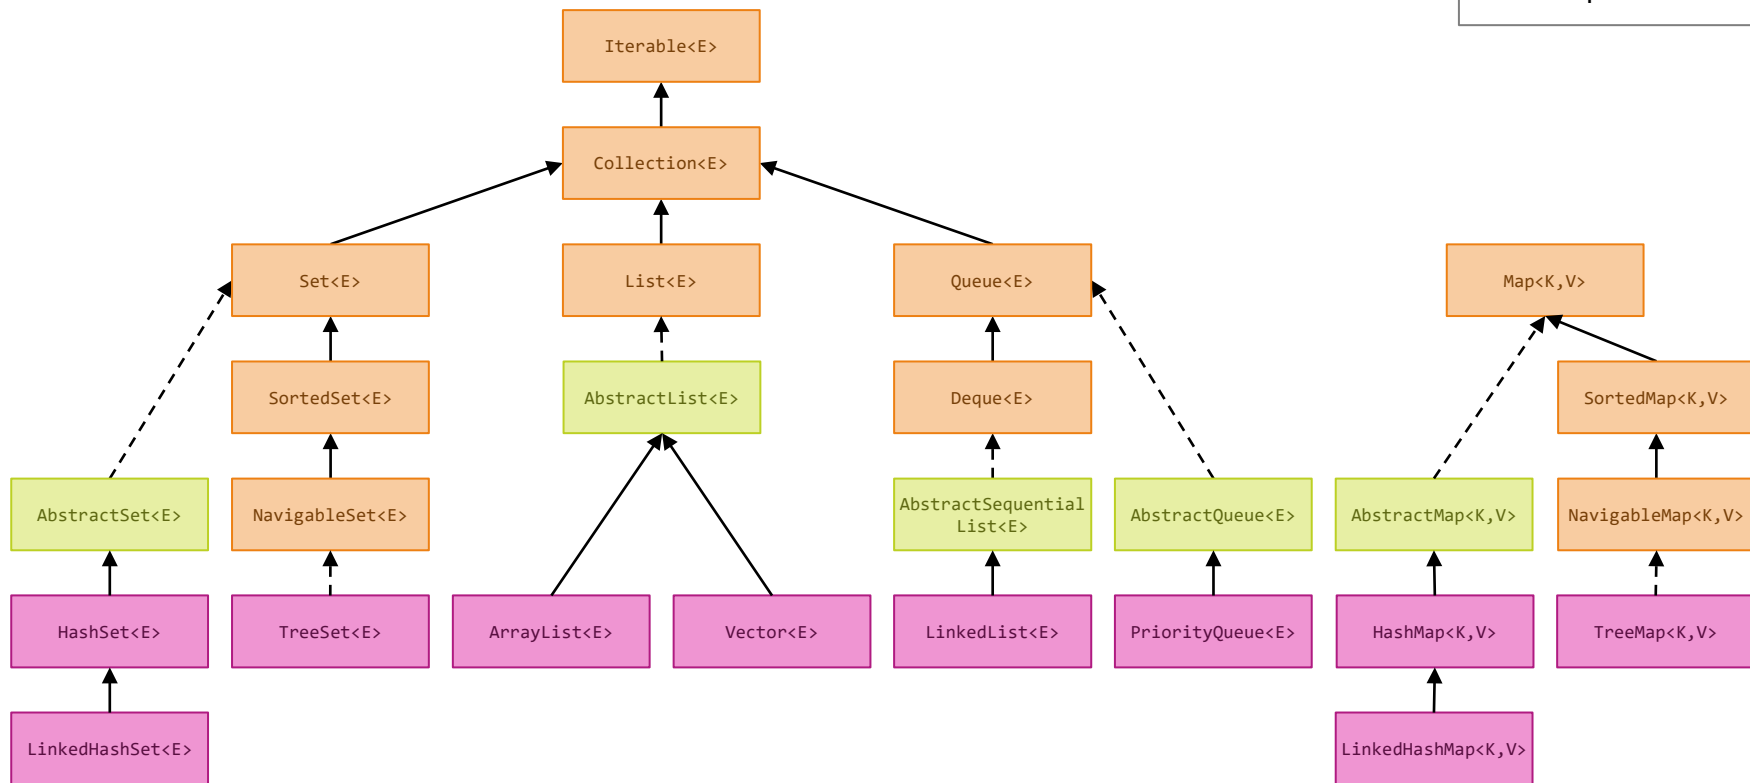 Iterable<E>
Collection<E>
Set<E>
List<E>
Queue<E>
Map<K,V>
SortedSet<E>
AbstractList<E>
Deque<E>
SortedMap<K,V>
AbstractSet<E>
NavigableSet<E>
AbstractSequential
List<E>
AbstractQueue<E>
AbstractMap<K,V>
NavigableMap<K,V>
HashSet<E>
TreeSet<E>
ArrayList<E>
Vector<E>
LinkedList<E>
PriorityQueue<E>
HashMap<K,V>
TreeMap<K,V>
LinkedHashSet<E>
LinkedHashMap<K,V>